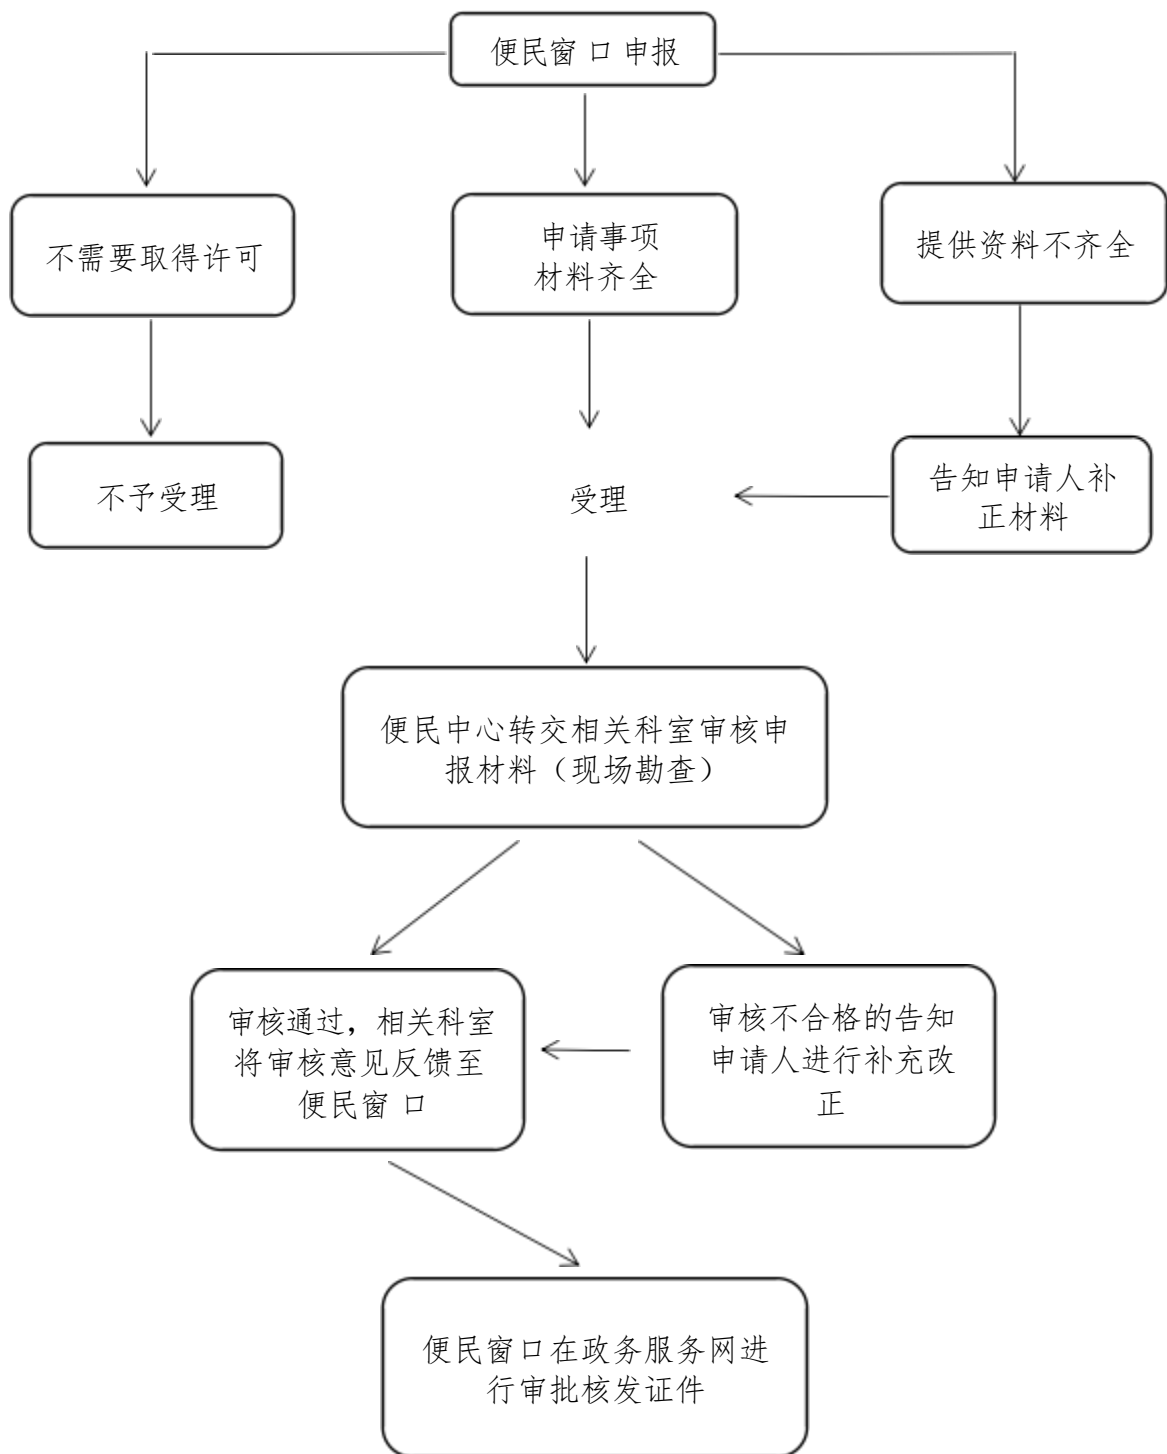 便民窗 口 申报
不需要取得许可
申请事项
材料齐全
提供资料不齐全
不予受理
受理
告知申请人补
正材料
便民中心转交相关科室审核申
报材料（现场勘查）
审核通过，相关科室
将审核意见反馈至
便民窗 口
审核不合格的告知
申请人进行补充改
正
便民窗口在政务服务网进
行审批核发证件